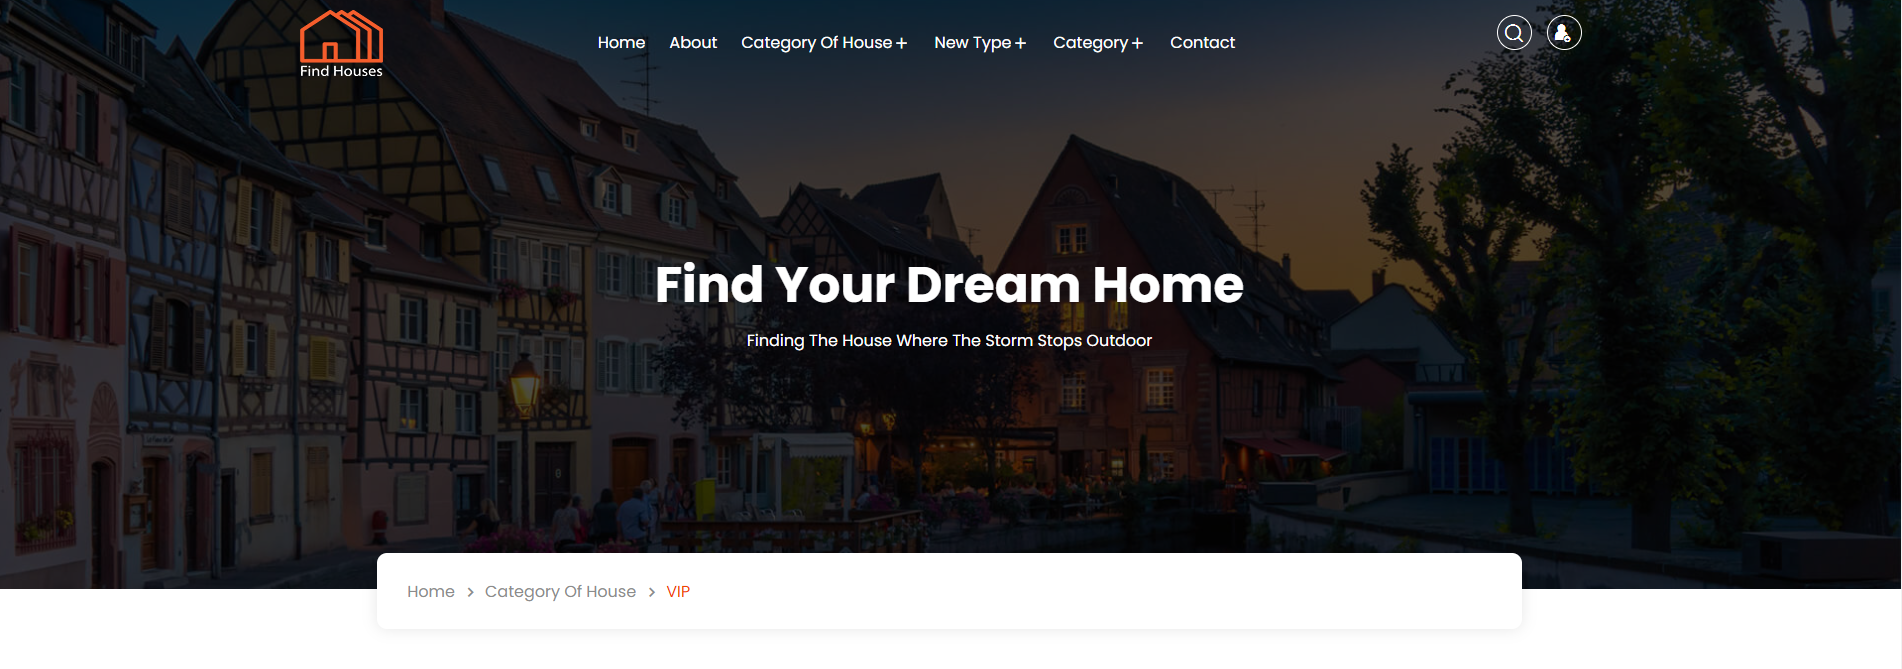 Find Houses
Home About Category Of House + New Type + Category + Contact
Find Your Dream Home
Finding The House Where The Storm Stops Outdoor
Home > Category Of House > VIP